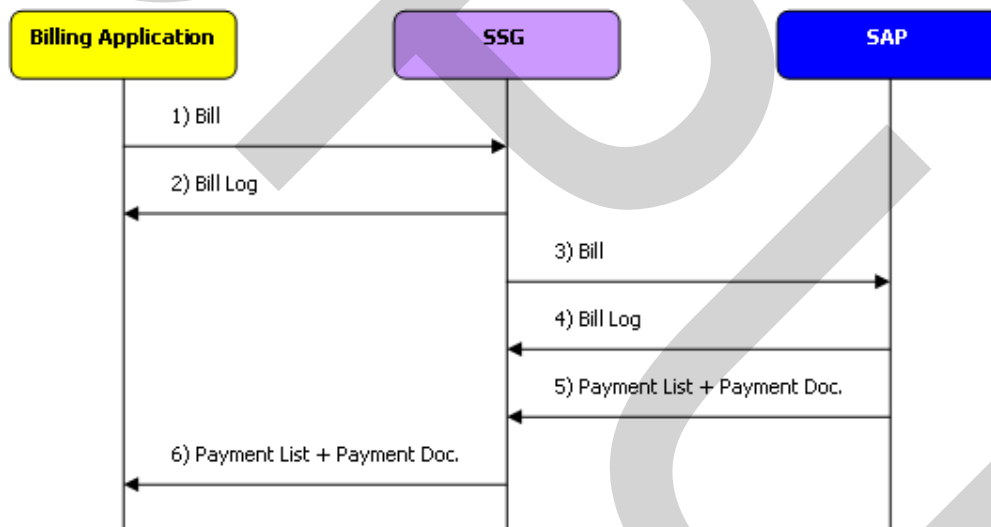 Billing Application
SSG
SAP
1) Bill
2) Bill Log
3) Bill
4) Bill Log
5) Payment List + Payment Doc.
6) Payment List + Payment Doc.